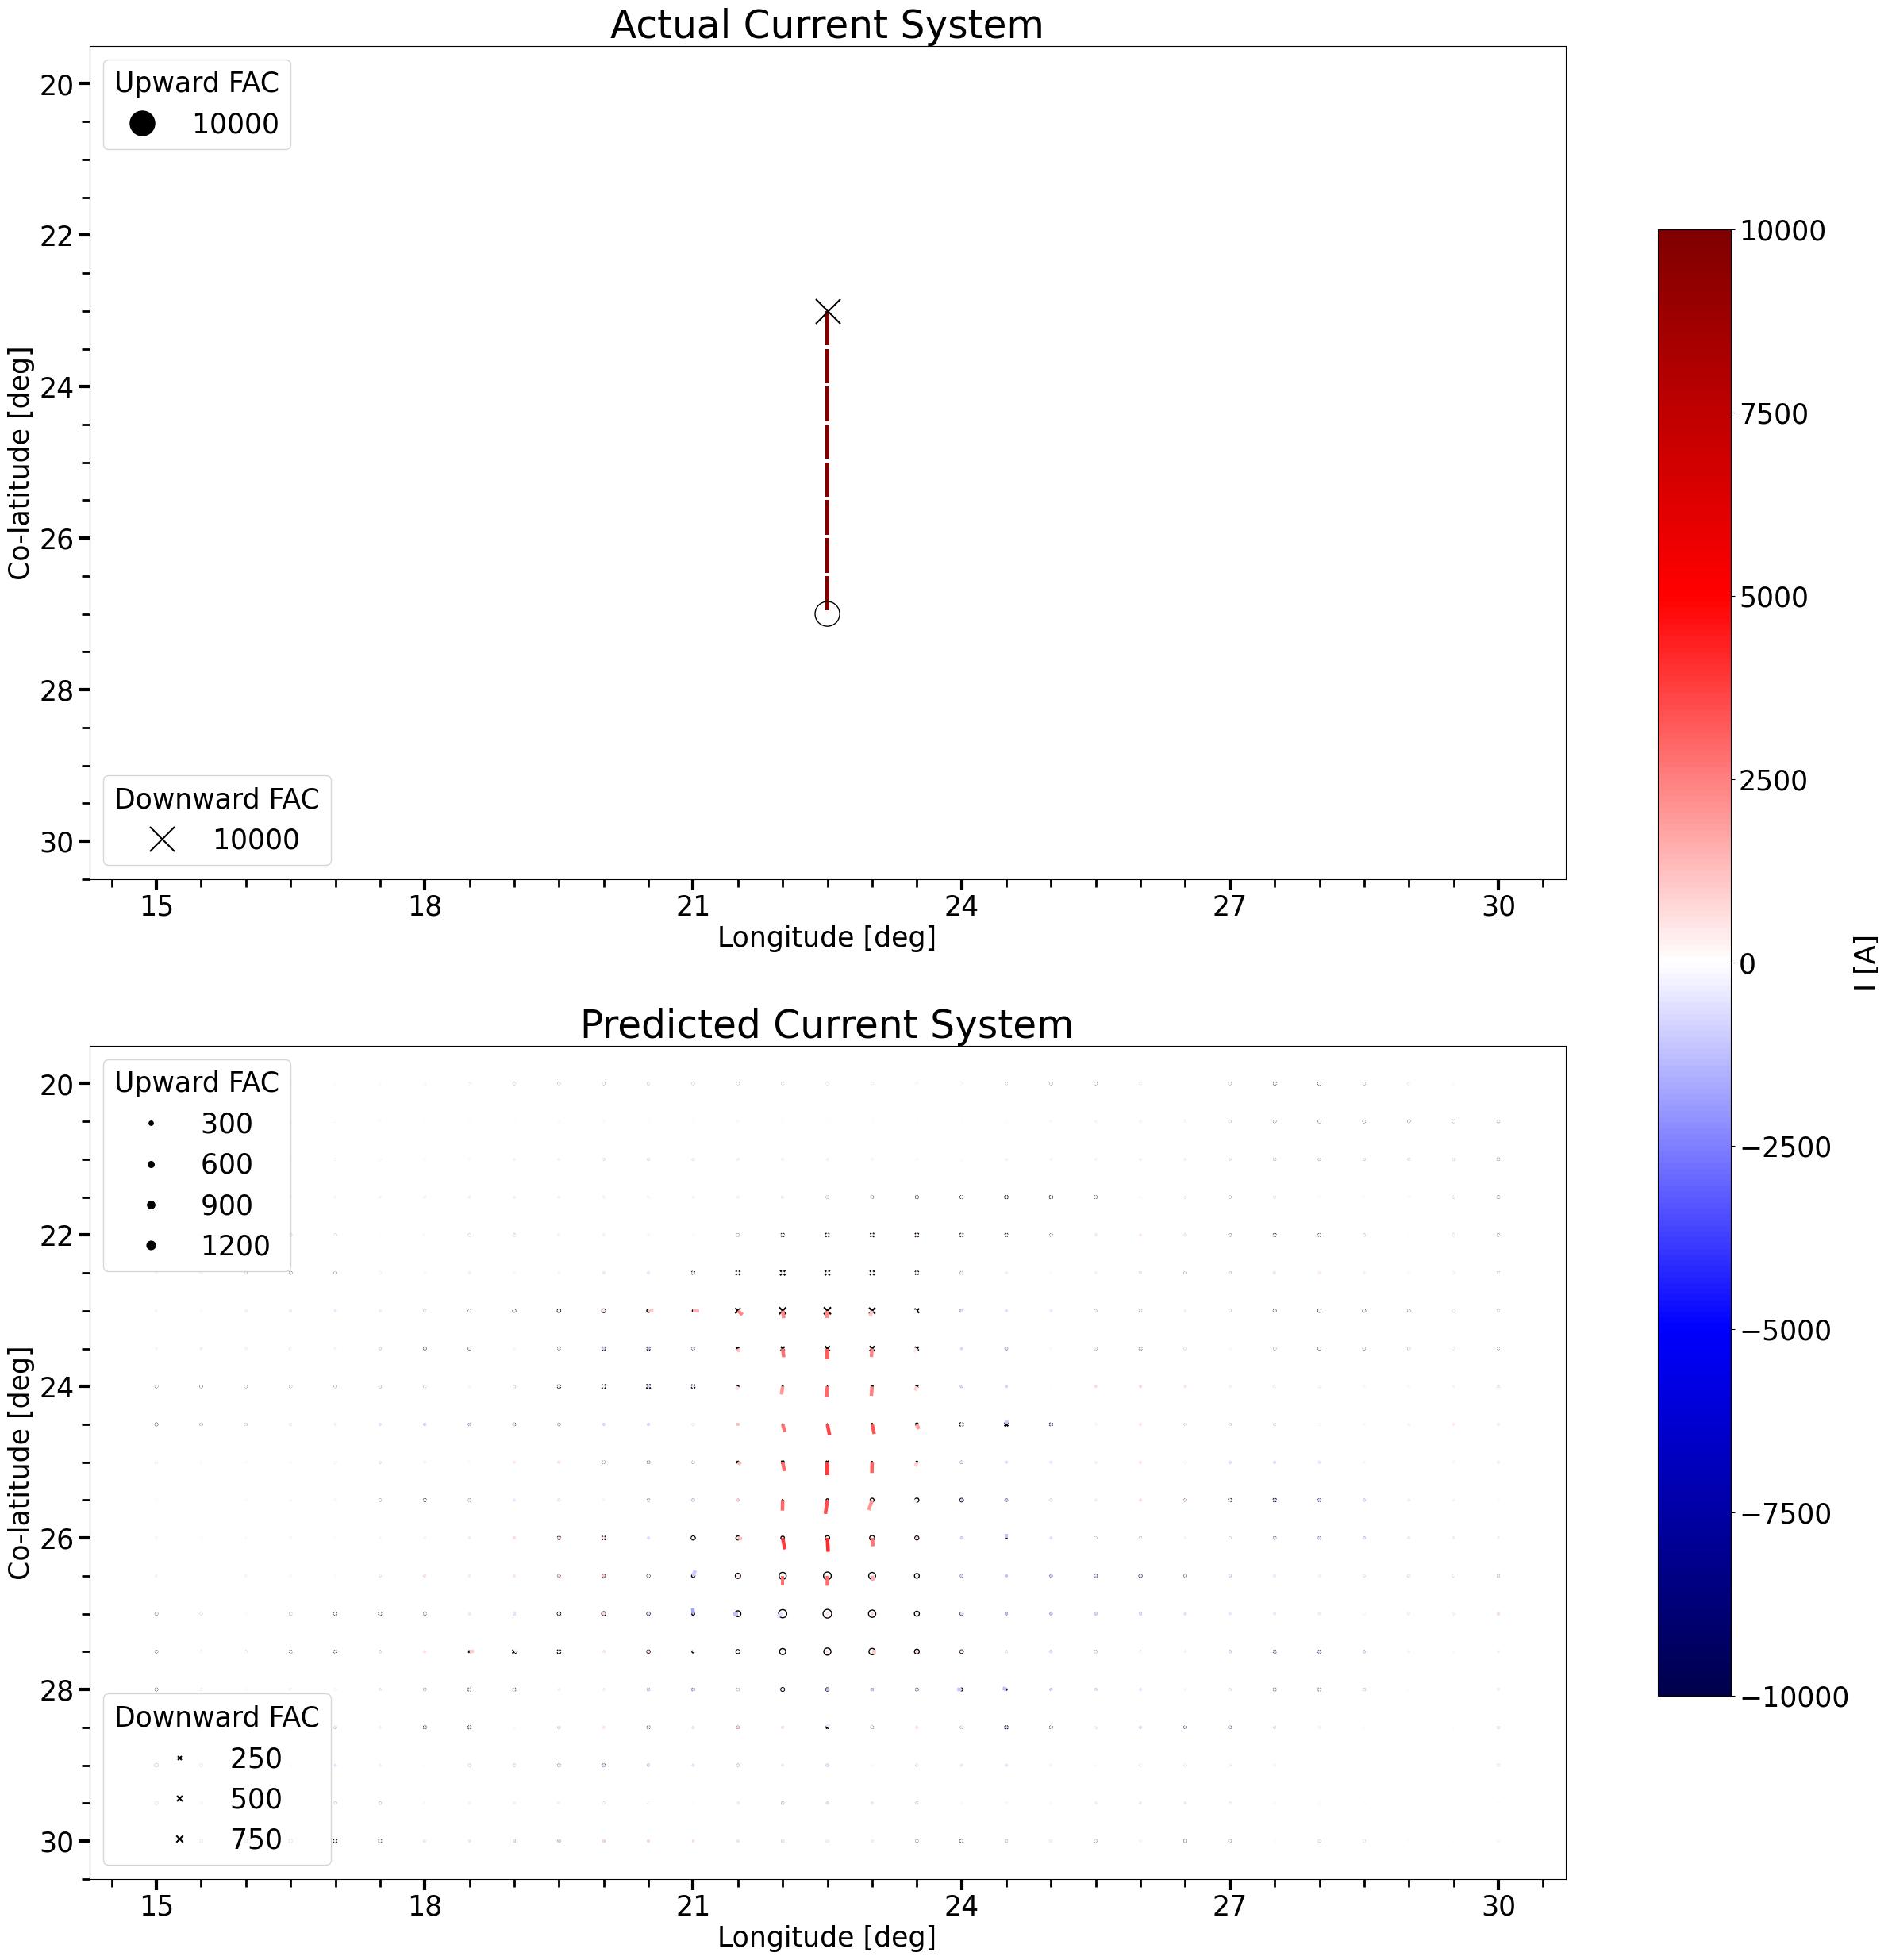 Actual Current System
Upward FAC
10000
20
22
24
26
28
30
Co-latitude [deg]
Downward FAC
10000
15 18 21 24 27 30
Longitude [deg]
Predicted Current System
Upward FAC
300
600
900
1200
20
22
24
26
28
30
Co-latitude [deg]
Downward FAC
250
500
750
15 18 21 24 27 30
Longitude [deg]
10000
7500
5000
2500
0
−2500
−5000
−7500
−10000
I [A]